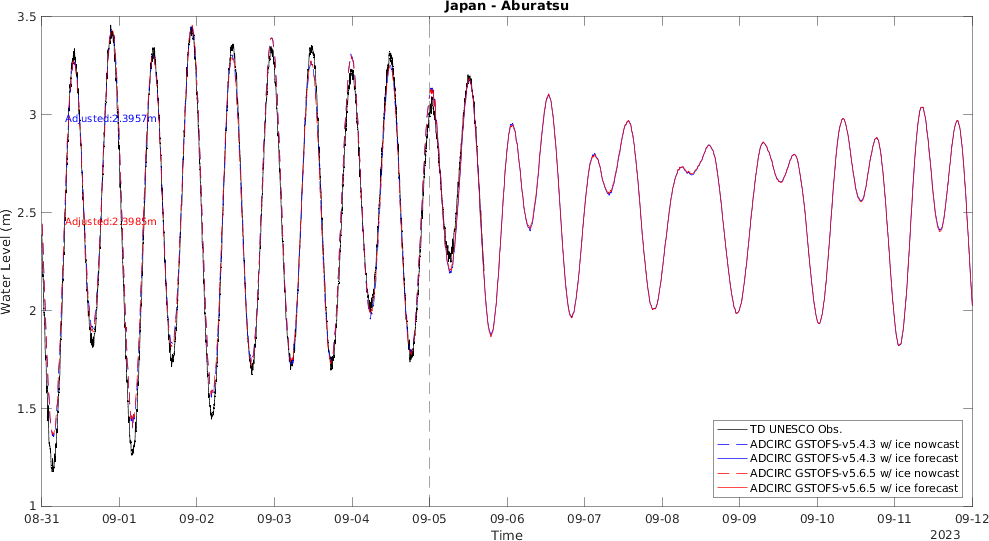 Japan - Aburatsu
3.5
3
2.5
2
1.5
1
Water Level (m)
Adjusted:2.3957m
Adjusted:2.3985m
TD UNESCO Obs.
ADCIRC GSTOFS-v5.4.3 w/ ice nowcast
ADCIRC GSTOFS-v5.4.3 w/ ice forecast
ADCIRC GSTOFS-v5.6.5 w/ ice nowcast
ADCIRC GSTOFS-v5.6.5 w/ ice forecast
08-31
09-01
09-02
09-03
09-04
09-05
09-06
09-07
09-08
09-09
09-10
09-11
09-12
Time
2023